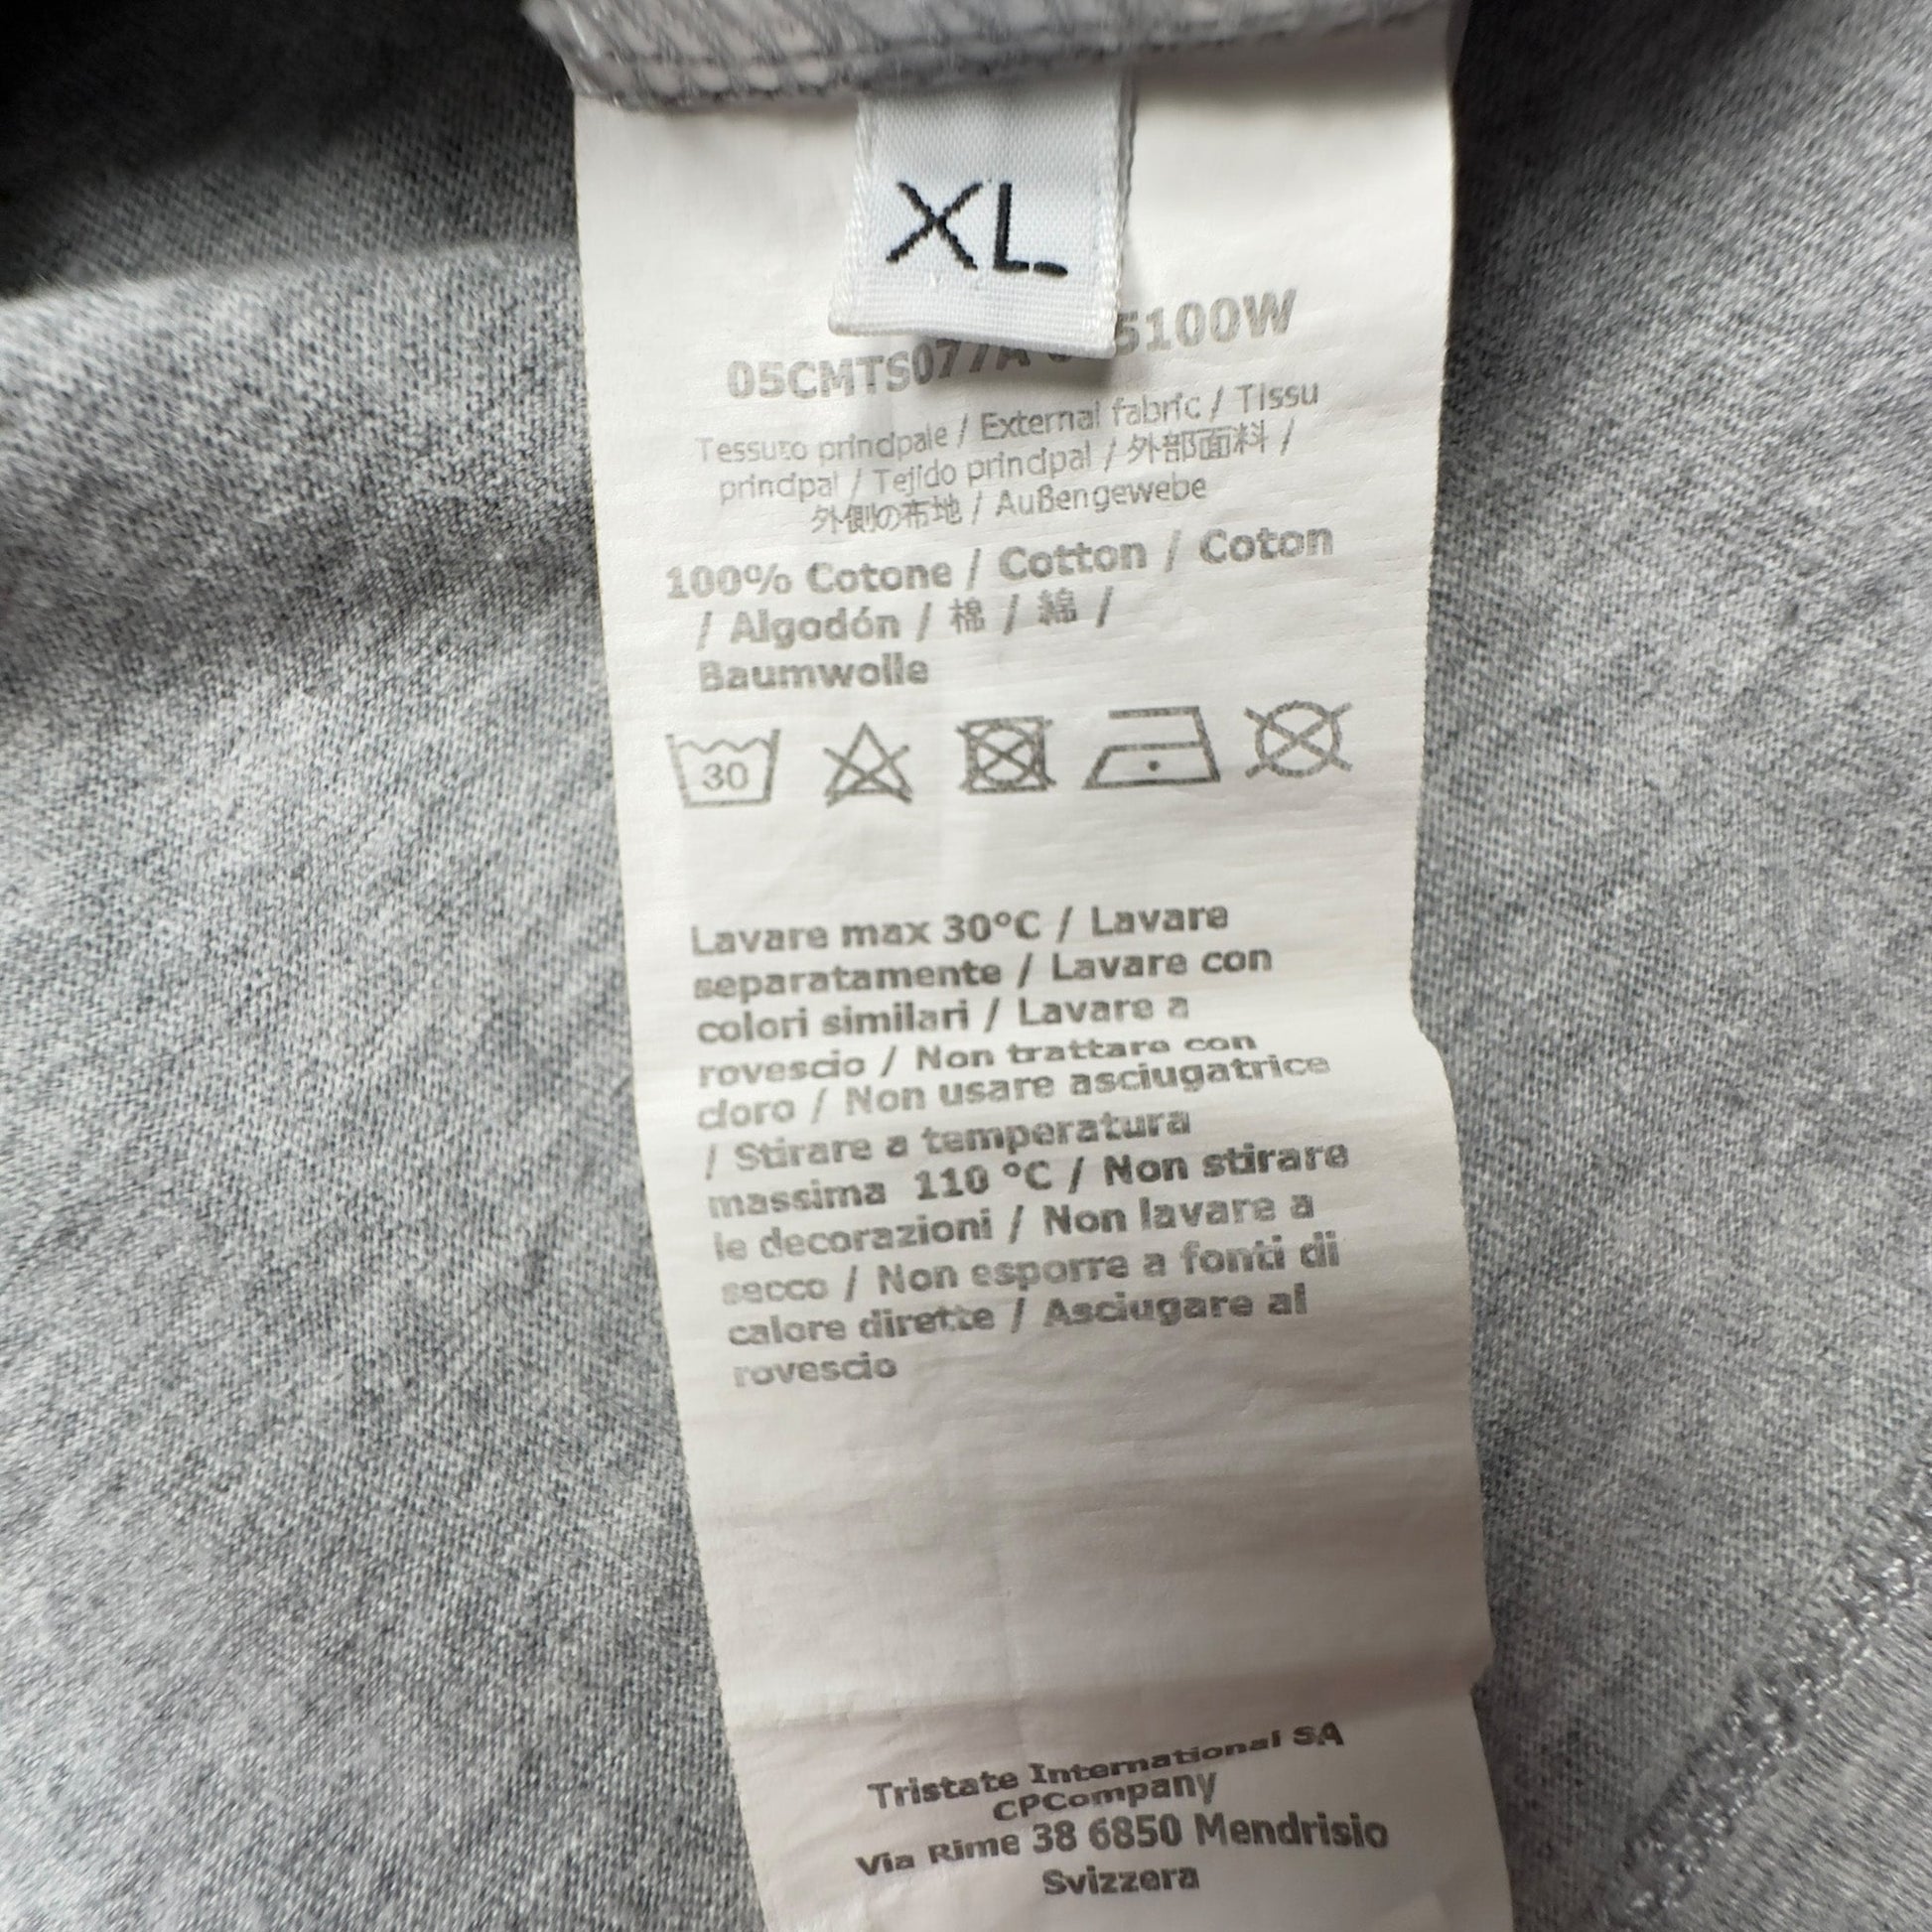 XL
05CMTS077A 5100W
Tessuto principale / External fabric / Tissu
principal / Tejido principal / 外部面料 /
外側の布地 / Außengewebe
100% Cotone / Cotton / Coton
/ Algodón / 棉 / 綿 /
Baumwolle
30
Lavare max 30°C / Lavare
separatamente / Lavare con
colori similari / Lavare a
rovescio / Non trattare con
cloro / Non usare asciugatrice
/ Stirare a temperatura
massima 110 °C / Non stirare
le decorazioni / Non lavare a
secco / Non esporre a fonti di
calore dirette / Asciugare al
rovescio
Tristate International SA
CPCompany
Via Rime 38 6850 Mendrisio
Svizzera